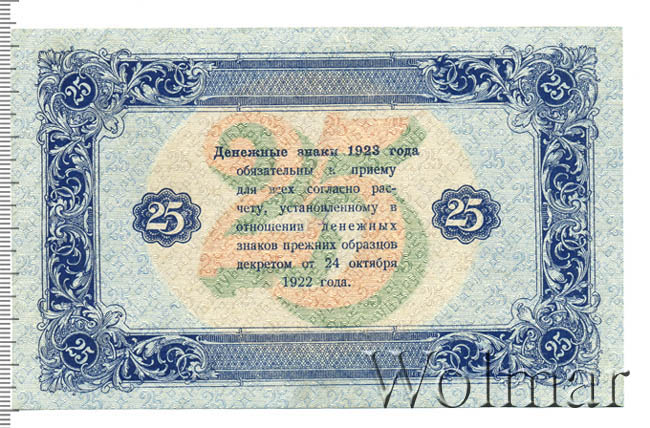 25 25
Денежные знаки 1923 года
обязательны к приему
для всех согласно рас-
чету, установленному в
25 25
отношении денежных
знаков прежних образцов
декретом от 24 октября
1922 года.
25 25
Wolmar